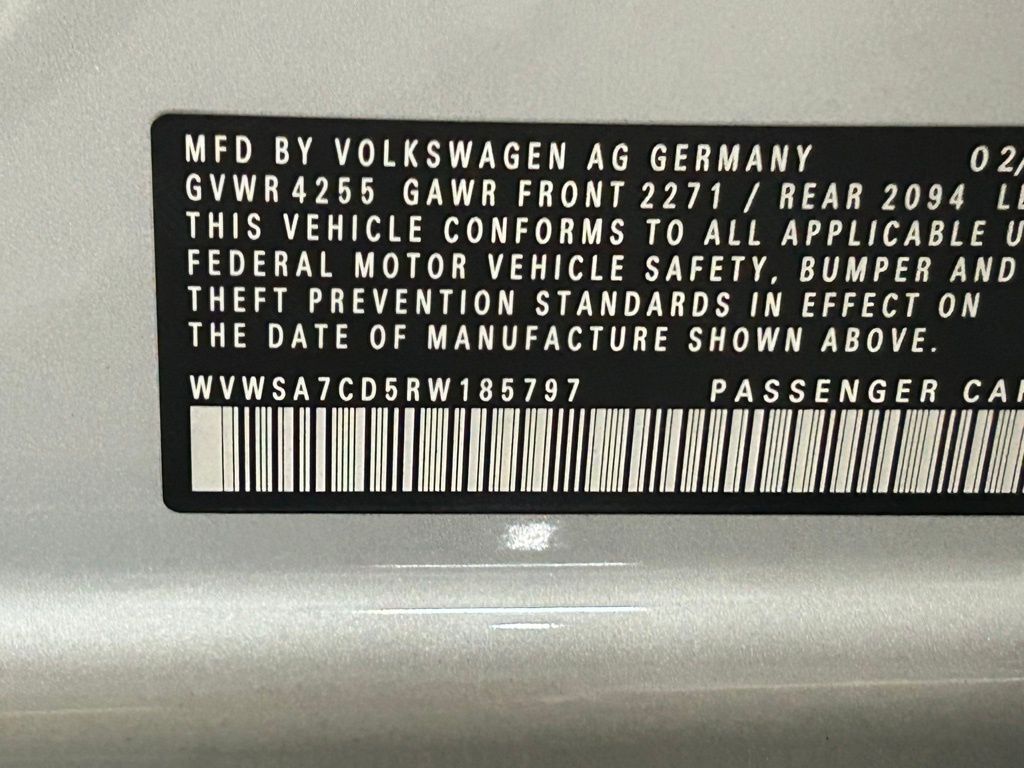 MFD BY VOLKSWAGEN AG GERMANY 02/
GVWR 4255 GAWR FRONT 2271 / REAR 2094
THIS VEHICLE CONFORMS TO ALL APPLICABLE
FEDERAL MOTOR VEHICLE SAFETY, BUMPER AND
THEFT PREVENTION STANDARDS IN EFFECT ON
THE DATE OF MANUFACTURE SHOWN ABOVE.
WVWSA7CD5RW185797 PASSENGER CAR